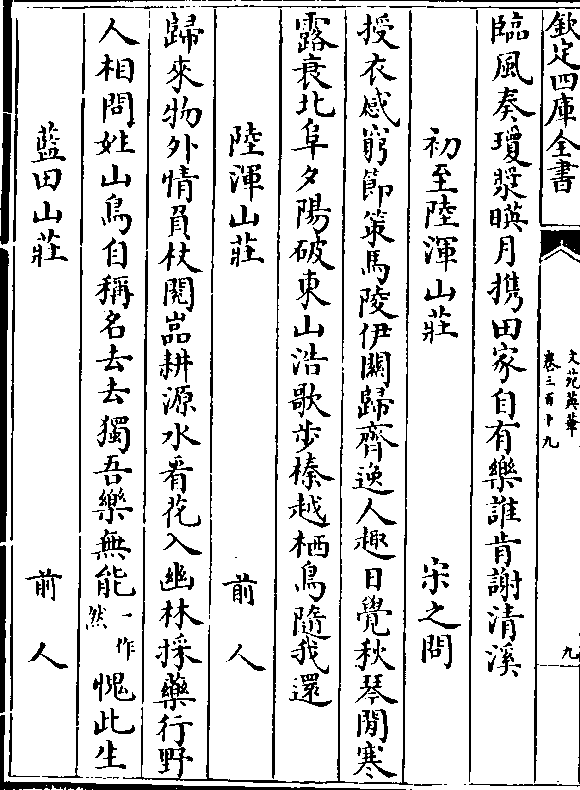 欽定四庫全書
文苑英華
卷三百十九
九
臨風奏瓊漿暎月携田家自有樂誰肯謝清溪
初至陸渾山莊 宋之問
授衣感窮節策馬陵伊闕歸齊逸人趣日覺秋琴閒寒
露衰北阜夕陽破東山浩歌步榛越栖鳥隨我還
陸渾山莊 前人
歸來物外情負杖閱嵓耕源水看花入幽林採藥行野
人相問姓山鳥自稱名去去獨吾樂無能一作然愧此生
藍田山莊 前人